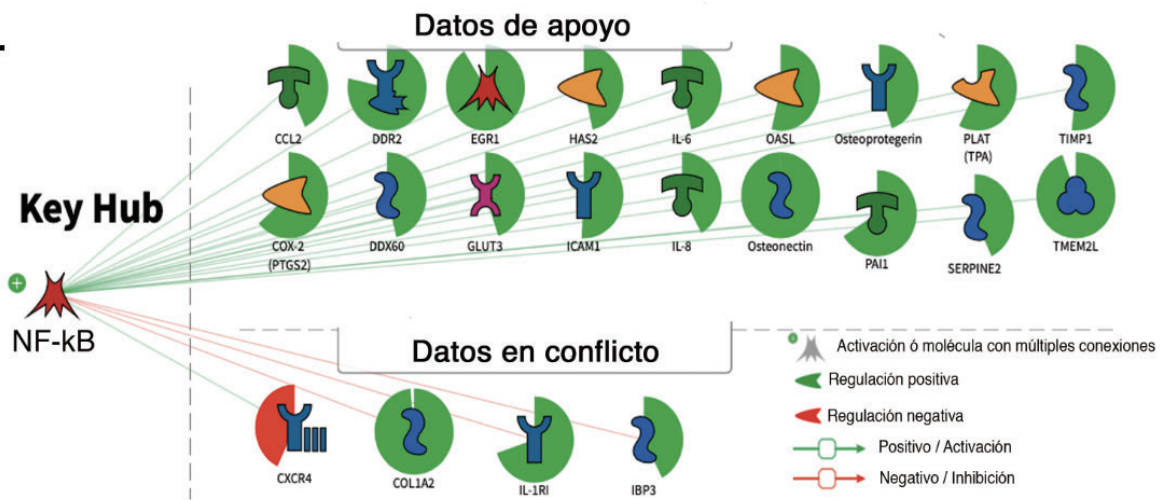 Datos de apoyo
CCL2
DDR2
EGR1
HAS2
IL-6
OASL
Osteoprotegerin
PLAT
(TPA)
TIMP1
Key Hub
COX-2
(PTGS2)
DDX60
GLUT3
ICAM1
IL-8
Osteonectin
PAI1
SERPINE2
TMEM2L
NF-kB
Datos en conflicto
CXCR4
COL1A2
IL-1RI
IBP3
Activación ó molécula con múltiples conexiones
Regulación positiva
Regulación negativa
Positivo / Activación
Negativo / Inhibición